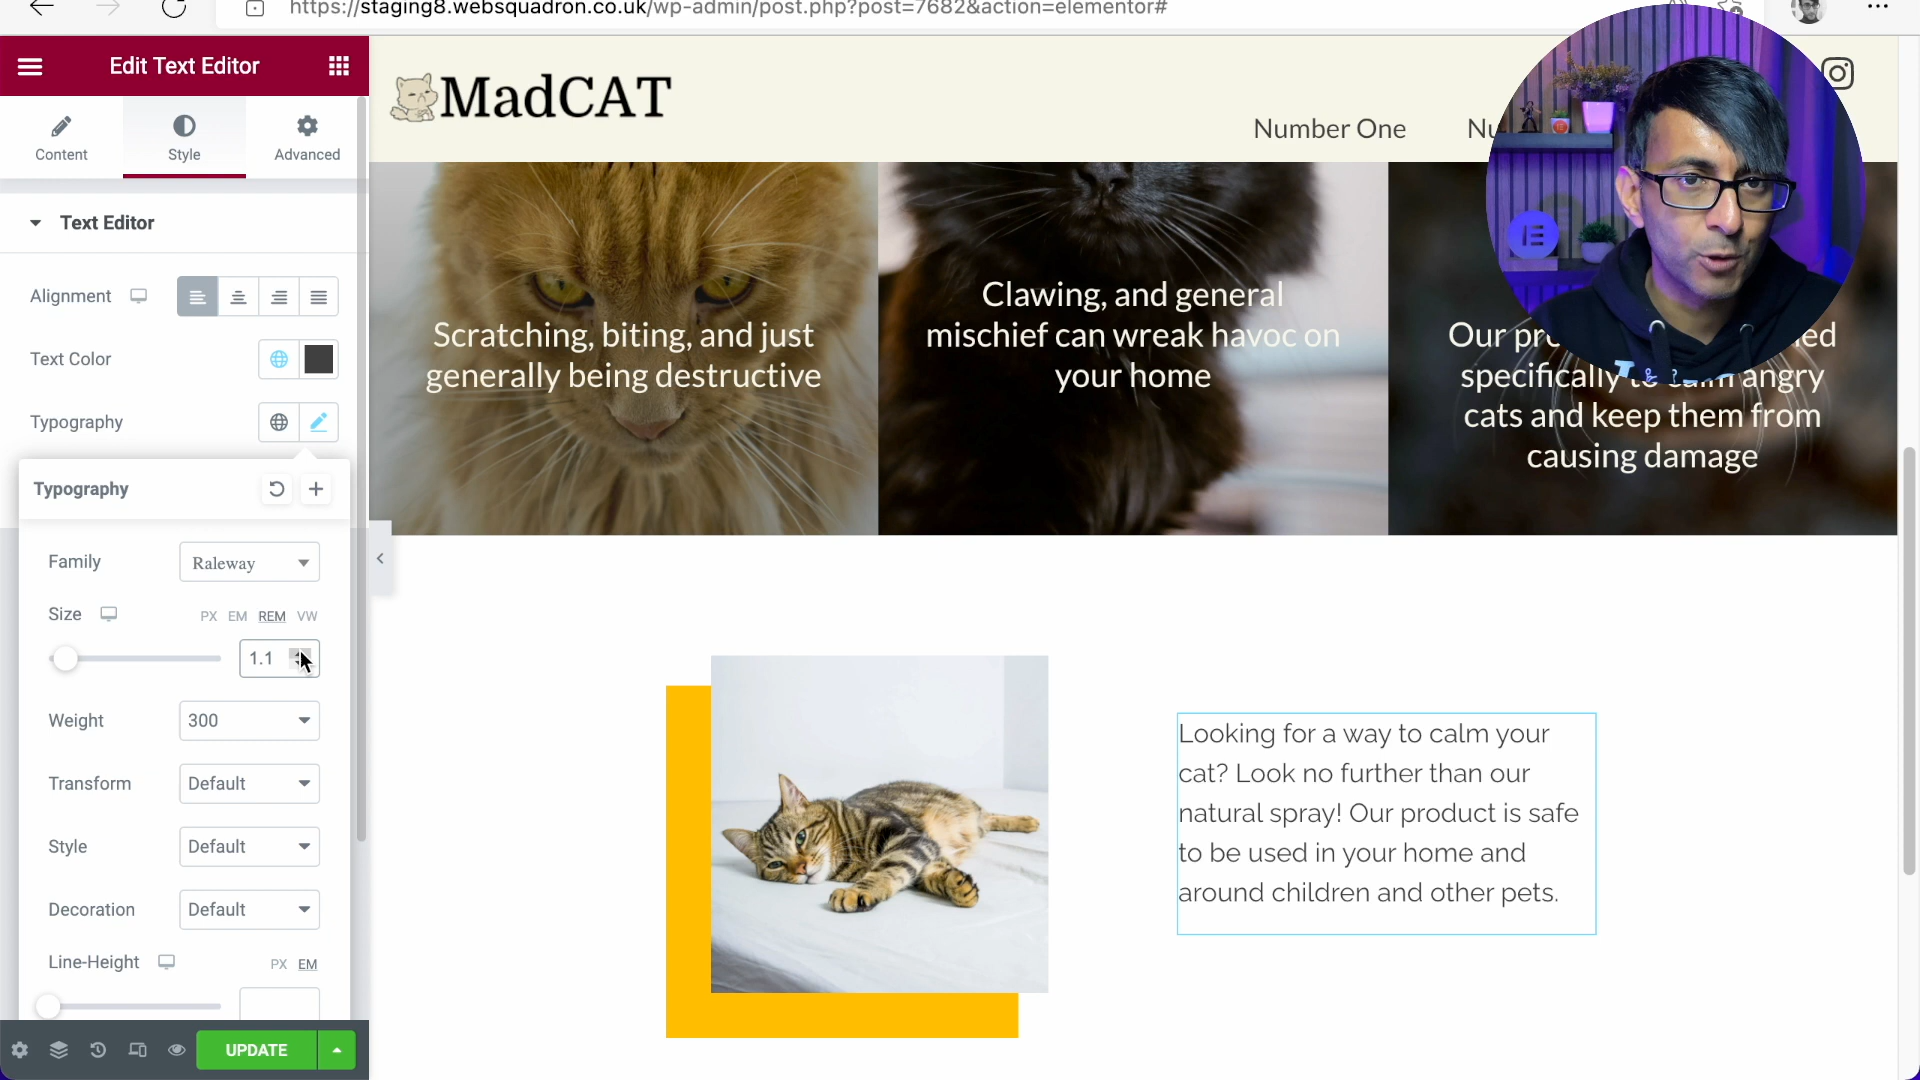 https://staging8.websquadron.co.uk/wp-admin/post.php?post=7682&action=elementor#
Edit Text Editor
Content
Style
Advanced
Text Editor
Alignment
Text Color
Typography
Typography
Family
Raleway
Size
PX EM REM VW
1.1
Weight
300
Transform
Default
Style
Default
Decoration
Default
Line-Height
PX EM
UPDATE
MadCAT
Number One
Scratching, biting, and just
generally being destructive
Clawing, and general
mischief can wreak havoc on
your home
Our
specifically angry
cats and keep them from
causing damage
Looking for a way to calm your
cat? Look no further than our
natural spray! Our product is safe
to be used in your home and
around children and other pets.